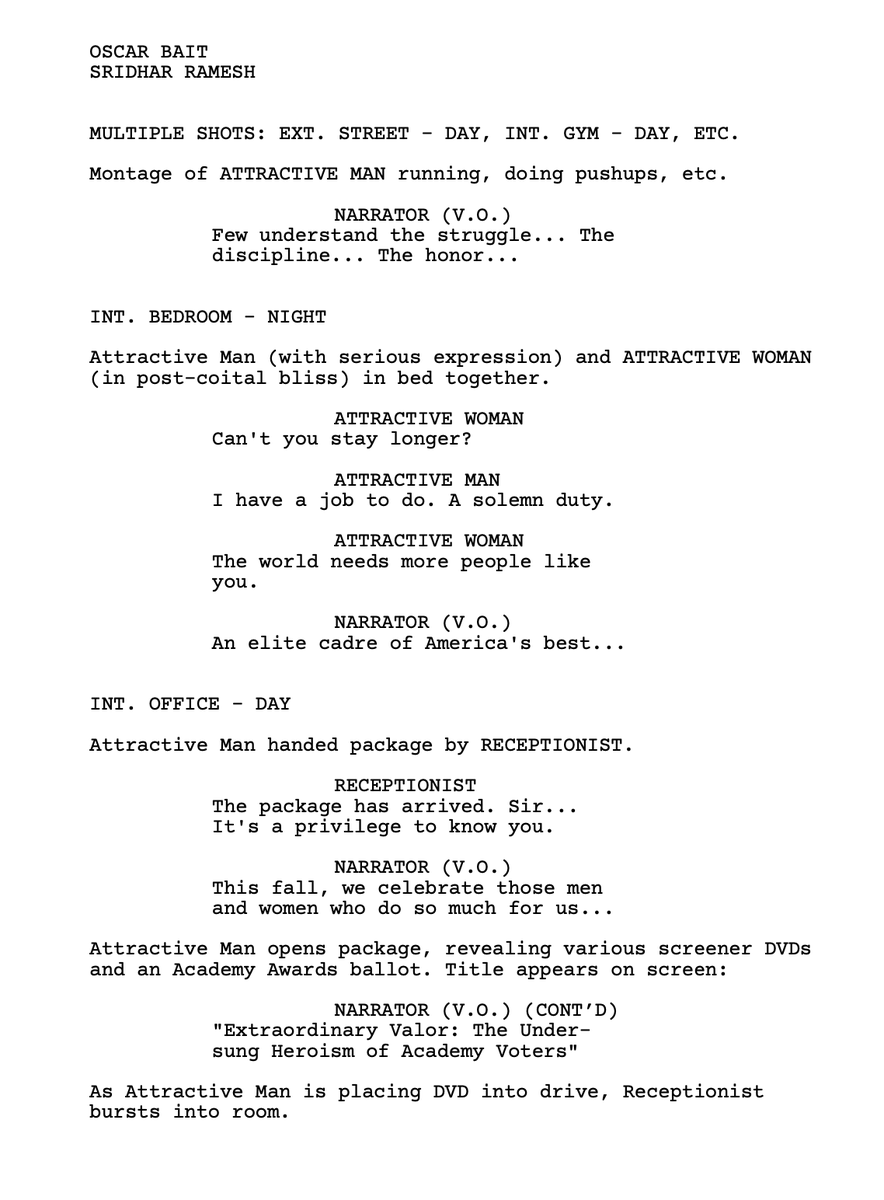 OSCAR BAIT
SRIDHAR RAMESH
MULTIPLE SHOTS: EXT. STREET – DAY, INT. GYM – DAY, ETC.
Montage of ATTRACTIVE MAN running, doing pushups, etc.
NARRATOR (V.O.)
Few understand the struggle... The
discipline... The honor...
INT. BEDROOM – NIGHT
Attractive Man (with serious expression) and ATTRACTIVE WOMAN
(in post-coital bliss) in bed together.
ATTRACTIVE WOMAN
Can't you stay longer?
ATTRACTIVE MAN
I have a job to do. A solemn duty.
ATTRACTIVE WOMAN
The world needs more people like
you.
NARRATOR (V.O.)
An elite cadre of America's best...
INT. OFFICE – DAY
Attractive Man handed package by RECEPTIONIST.
RECEPTIONIST
The package has arrived. Sir...
It's a privilege to know you.
NARRATOR (V.O.)
This fall, we celebrate those men
and women who do so much for us...
Attractive Man opens package, revealing various screener DVDs
and an Academy Awards ballot. Title appears on screen:
NARRATOR (V.O.) (CONT’D)
"Extraordinary Valor: The Under-
sung Heroism of Academy Voters"
As Attractive Man is placing DVD into drive, Receptionist
bursts into room.